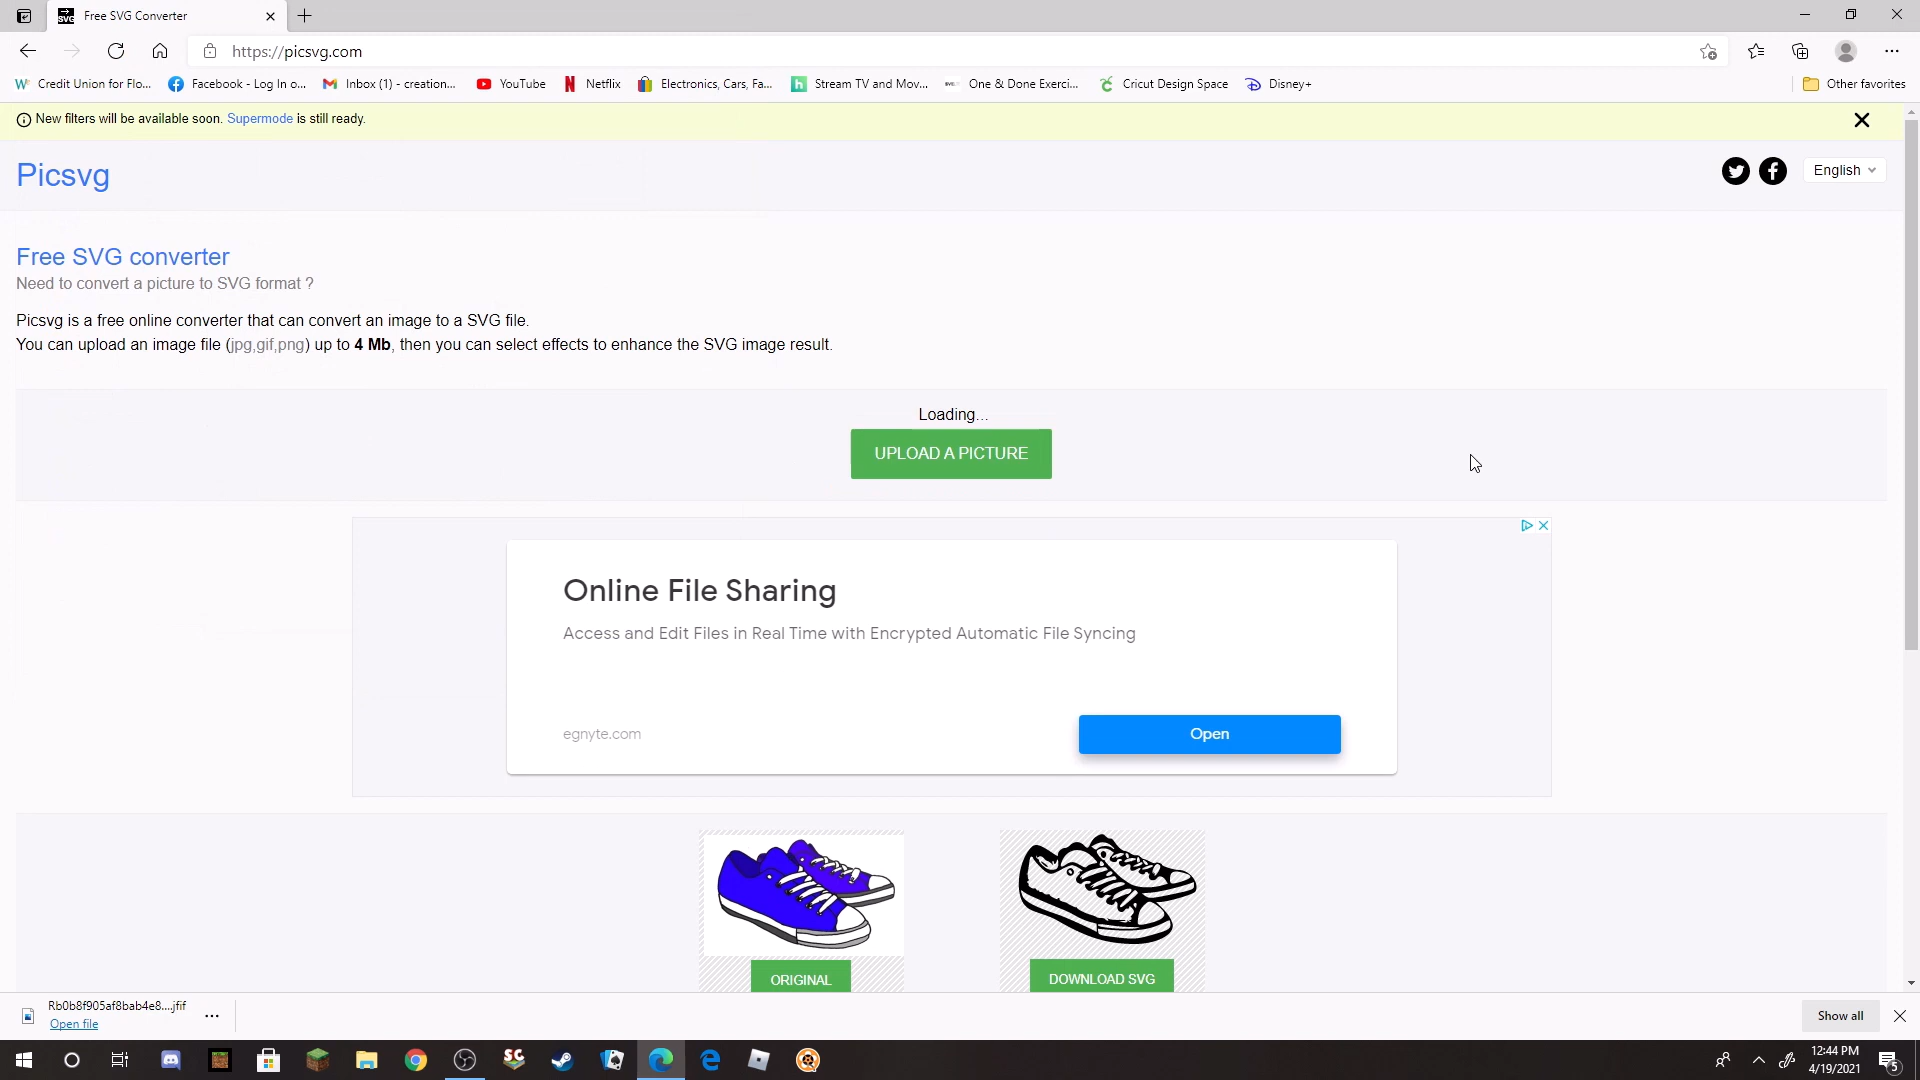 Free SVG Converter
https://picsvg.com
Credit Union for Flo...
Facebook - Log In o...
Inbox (1) - creation...
YouTube
Netflix
Electronics, Cars, Fa...
Stream TV and Mov...
One & Done Exerci...
Cricut Design Space
Disney+
Other favorites
New filters will be available soon. Supermode is still ready.
Picsvg
English
Free SVG converter
Need to convert a picture to SVG format ?
Picsvg is a free online converter that can convert an image to a SVG file.
You can upload an image file (jpg,gif,png) up to 4 Mb, then you can select effects to enhance the SVG image result.
Loading...
UPLOAD A PICTURE
Online File Sharing
Access and Edit Files in Real Time with Encrypted Automatic File Syncing
egnyte.com
Open
ORIGINAL
DOWNLOAD SVG
Rb0b8f905af8bab4e8....jfif
Open file
Show all
12:44 PM
4/19/2021
5